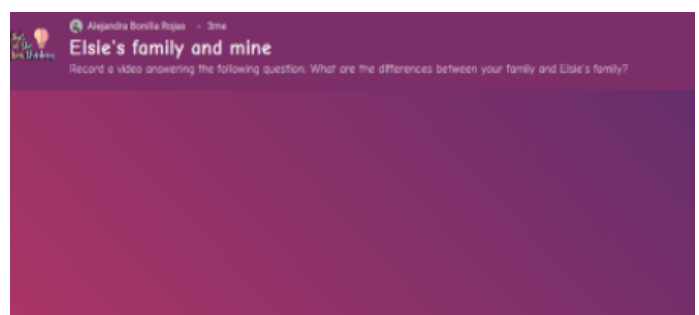 Alejandra Bonilla Rojas · 3me
Elsie's family and mine
Record a video answering the following question: What are the differences between your family and Elsie's family?